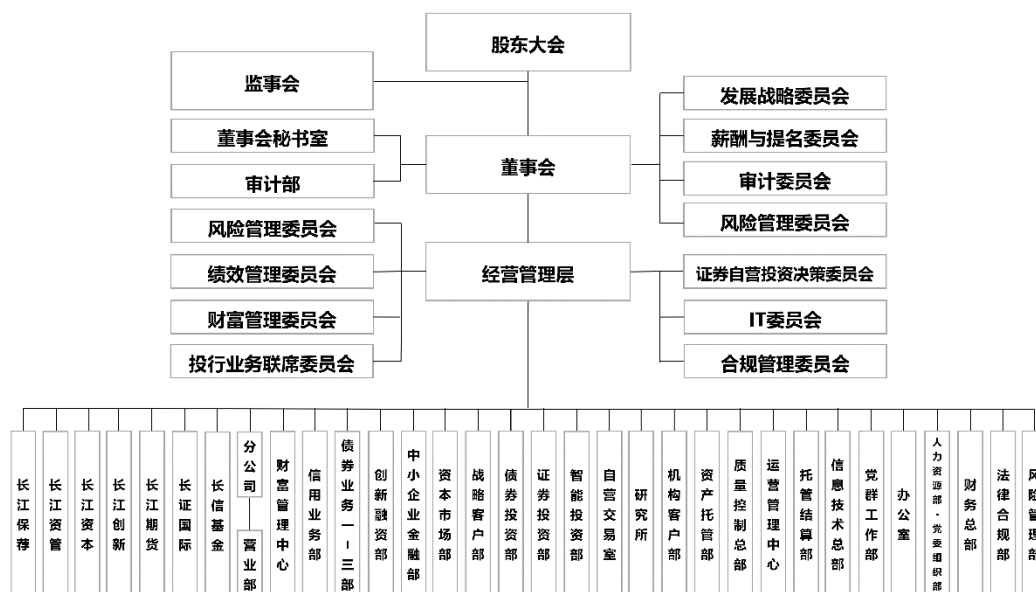 股东大会
监事会
发展战略委员会
董事会秘书室
薪酬与提名委员会
董事会
审计部
审计委员会
风险管理委员会
风险管理委员会
绩效管理委员会
经营管理层
证券自营投资决策委员会
财富管理委员会
IT委员会
投行业务联席委员会
合规管理委员会
长江保荐
长江资管
长江资本
长江创新
长江期货
长证国际
长信基金
分公司
营业部
财富管理中心
信用业务部
债券业务一-三部
创新融资部
中小企业金融部
资本市场部
战略客户部
债券投资部
证券投资部
智能投资部
自营交易室
研究所
机构客户部
资产托管部
质量控制总部
运营管理中心
托管结算部
信息技术总部
党群工作部
办公室
人力资源部·党委组织部
财务总部
法律合规部
风险管理部